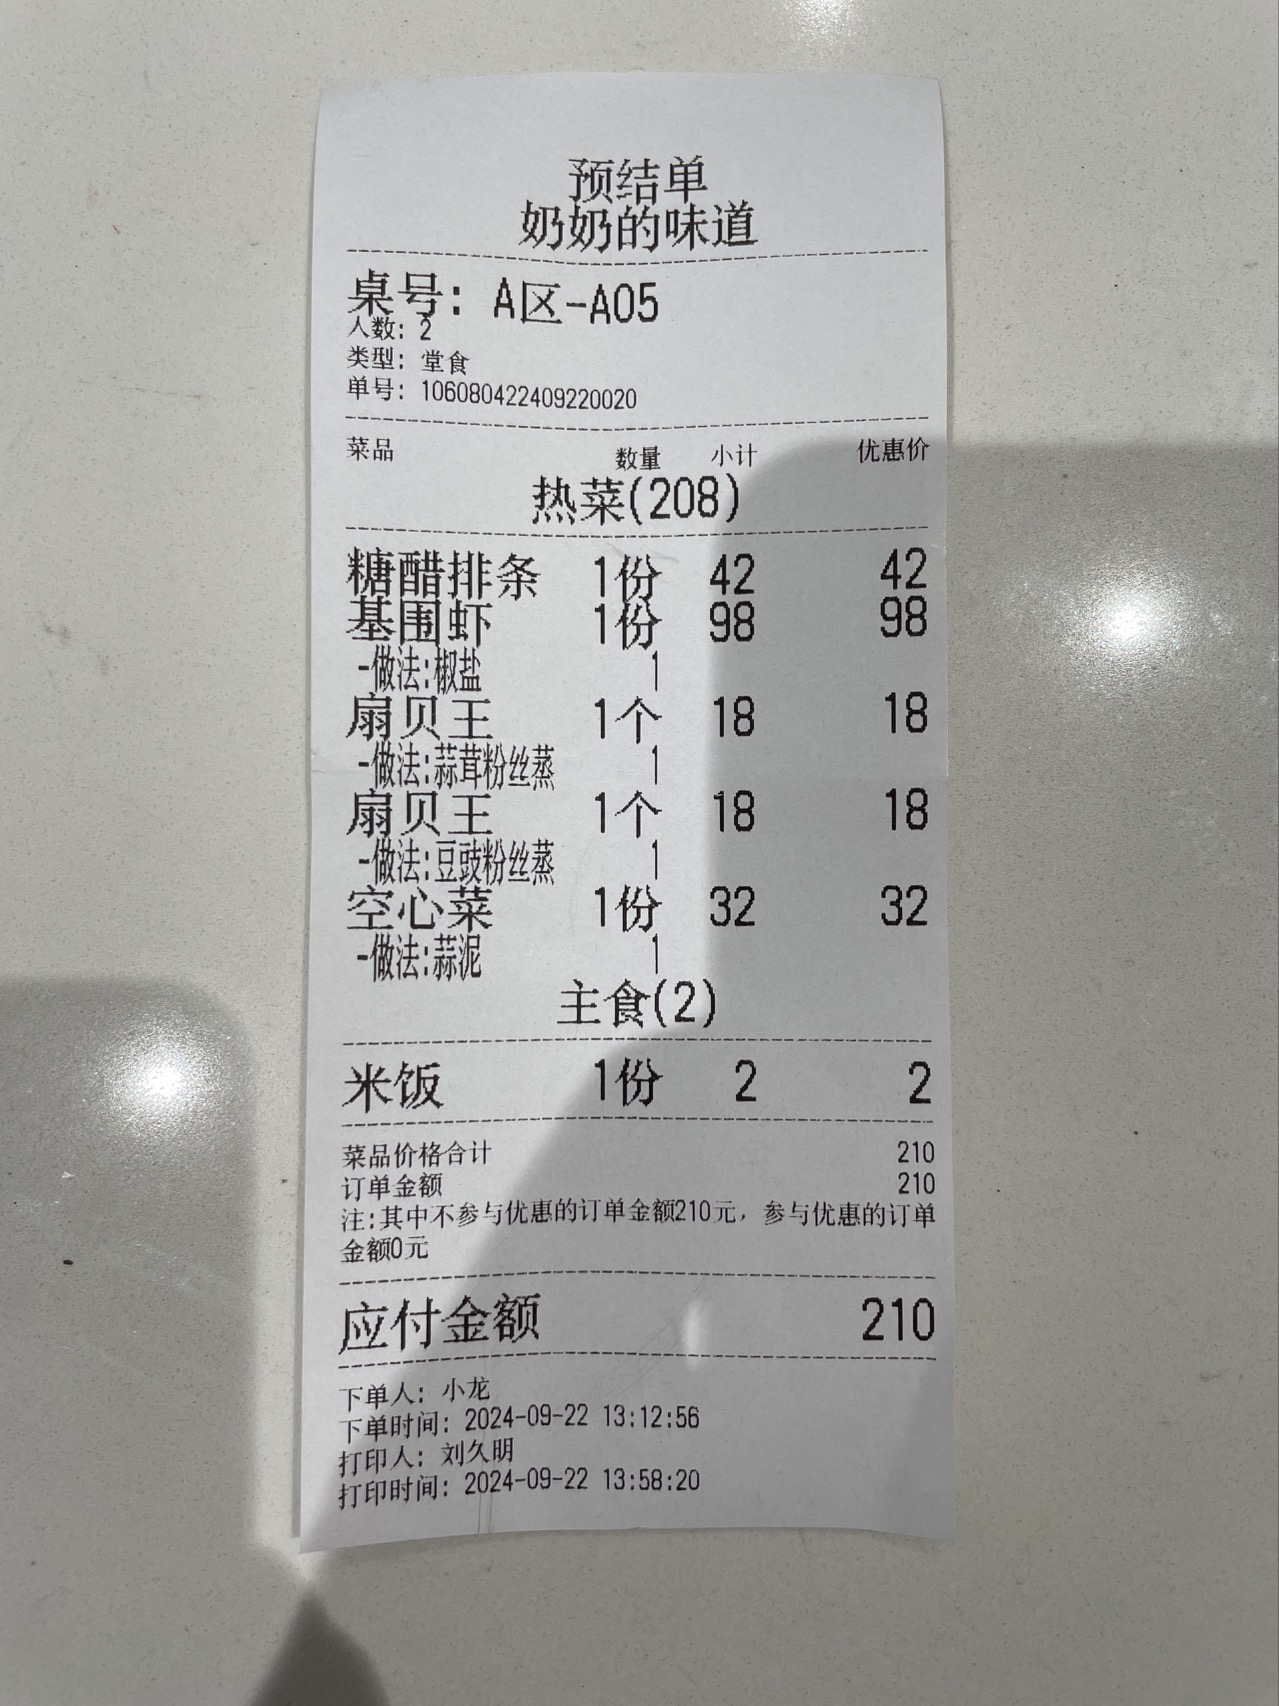 预结单
奶奶的味道
桌号: A区-A05
人数: 2
类型: 堂食
单号: 106080422409220020
菜品 数量 小计 优惠价
热菜(208)
糖醋排条 1份 42 42
基围虾 1份 98 98
-做法:椒盐 1
扇贝王 1个 18 18
-做法:蒜茸粉丝蒸 1
扇贝王 1个 18 18
-做法:豆豉粉丝蒸 1
空心菜 1份 32 32
-做法:蒜泥 1
主食(2)
米饭 1份 2 2
菜品价格合计 210
订单金额 210
注:其中不参与优惠的订单金额210元，参与优惠的订单
金额0元
应付金额 210
下单人: 小龙
下单时间: 2024-09-22 13:12:56
打印人: 刘久明
打印时间: 2024-09-22 13:58:20